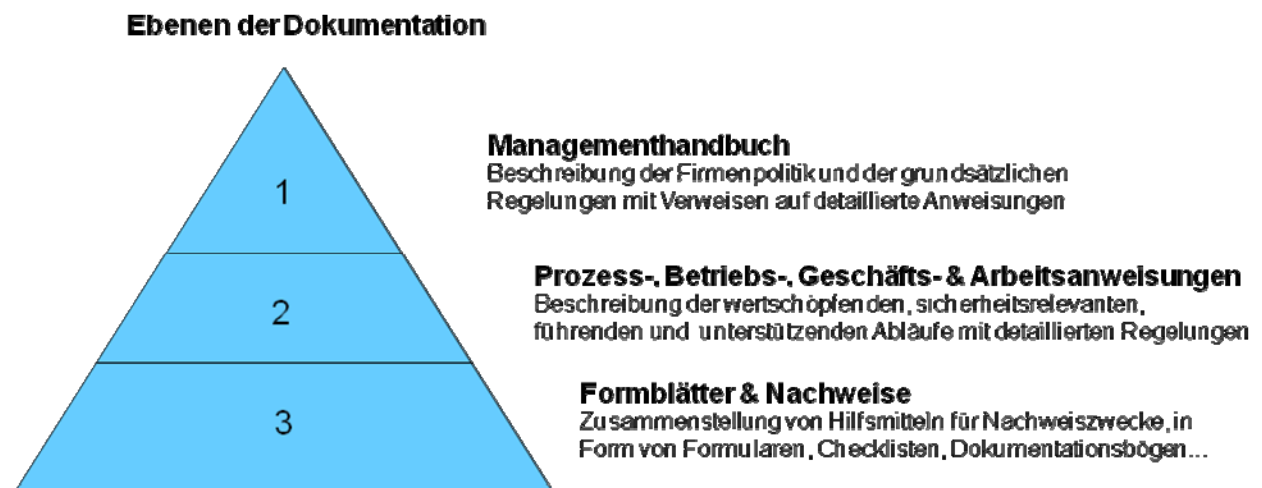 Ebenen der Dokumentation
1
Managementhandbuch
Beschreibung der Firmenpolitik und der grundsätzlichen
Regelungen mit Verweisen auf detaillierte Anweisungen
2
Prozess-, Betriebs-, Geschäfts- & Arbeitsanweisungen
Beschreibung der wertschöpfenden, sicherheitsrelevanten,
führenden und unterstützenden Abläufe mit detaillierten Regelungen
3
Formblätter & Nachweise
Zusammenstellung von Hilfsmitteln für Nachweiszwecke, in
Form von Formularen, Checklisten, Dokumentationsbögen...